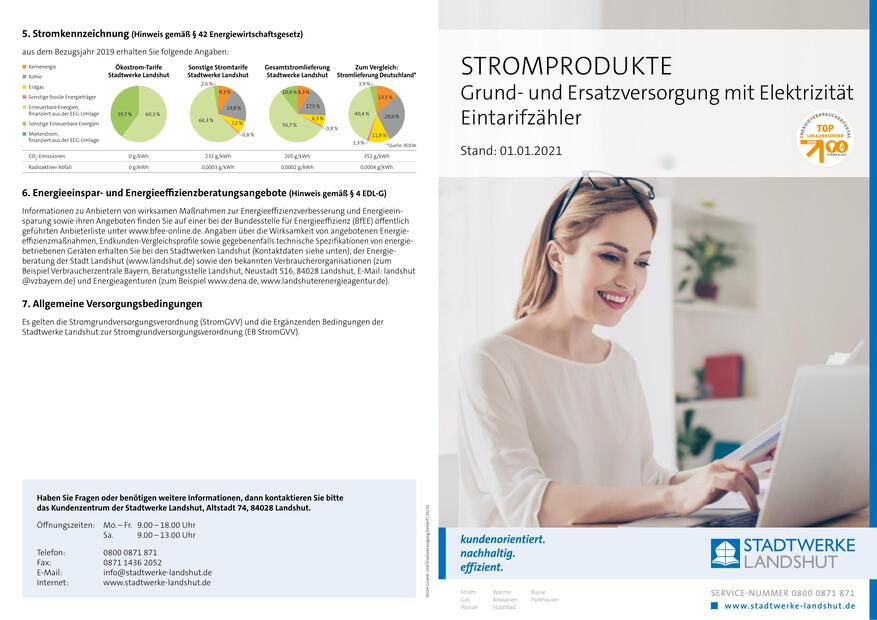 5. Stromkennzeichnung (Hinweis gemäß § 42 Energiewirtschaftsgesetz)
aus dem Bezugsjahr 2019 erhalten Sie folgende Angaben:
Kernenergie
Kohle
Erdgas
Sonstige fossile Energieträger
Erneuerbare Energien,
finanziert aus der EEG-Umlage
Sonstige Erneuerbare Energien
Mieterstrom,
finanziert aus der EEG-Umlage
Ökostrom-Tarife
Stadtwerke Landshut
39,7 % 60,3 %
Sonstige Stromtarife
Stadtwerke Landshut
2,6 %
9,3 %
19,8 %
7,2 %
0,8 %
60,3 %
Gesamtstromlieferung
Stadtwerke Landshut
10,4 % 8,3 %
17,5 %
6,3 %
0,8 %
56,7 %
Zum Vergleich:
Stromlieferung Deutschland*
3,9 %
13,5 %
29,0 %
11,9 %
1,3 %
40,4 %
*Quelle: BDEW
CO2-Emissionen 0 g/kWh 231 g/kWh 205 g/kWh 352 g/kWh
Radioaktiver Abfall 0 g/kWh 0,0003 g/kWh 0,0002 g/kWh 0,0004 g/kWh
6. Energieeinspar- und Energieeffizienzberatungsangebote (Hinweis gemäß § 4 EDL-G)
Informationen zu Anbietern von wirksamen Maßnahmen zur Energieeffizienzverbesserung und Energieein-
sparung sowie ihren Angeboten finden Sie auf einer bei der Bundesstelle für Energieeffizienz (BfEE) öffentlich
geführten Anbieterliste unter www.bfee-online.de. Angaben über die Wirksamkeit von angebotenen Energie-
effizienzmaßnahmen, Endkunden-Vergleichsprofile sowie gegebenenfalls technische Spezifikationen von energie-
betriebenen Geräten erhalten Sie bei den Stadtwerken Landshut (Kontaktdaten siehe unten), der Energie-
beratung der Stadt Landshut (www.landshut.de) sowie den bekannten Verbraucherorganisationen (zum
Beispiel Verbraucherzentrale Bayern, Beratungsstelle Landshut, Neustadt 516, 84028 Landshut, E-Mail: landshut
@vzbayern.de) und Energieagenturen (zum Beispiel www.dena.de, www.landshuterenergieagentur.de).
7. Allgemeine Versorgungsbedingungen
Es gelten die Stromgrundversorgungsverordnung (StromGVV) und die Ergänzenden Bedingungen der
Stadtwerke Landshut zur Stromgrundversorgungsverordnung (EB StromGVV).
Haben Sie Fragen oder benötigen weitere Informationen, dann kontaktieren Sie bitte
das Kundenzentrum der Stadtwerke Landshut, Altstadt 74, 84028 Landshut.
Öffnungszeiten: Mo. – Fr. 9.00 – 18.00 Uhr
Sa. 9.00 – 13.00 Uhr
Telefon: 0800 0871 871
Fax: 0871 1436 2052
E-Mail: info@stadtwerke-landshut.de
Internet: www.stadtwerke-landshut.de
STROMPRODUKTE
Grund- und Ersatzversorgung mit Elektrizität
Eintarifzähler
Stand: 01.01.2021
ENERGIEVERBRAUCHERPORTAL
TOP
LOKALVERSORGER
STROM & GAS
kundenorientiert.
nachhaltig.
effizient.
STADTWERKE
LANDSHUT
Strom Wärme Busse
Gas Abwasser Parkhäuser
Wasser Stadtbad
SERVICE-NUMMER 0800 0871 871
www.stadtwerke-landshut.de